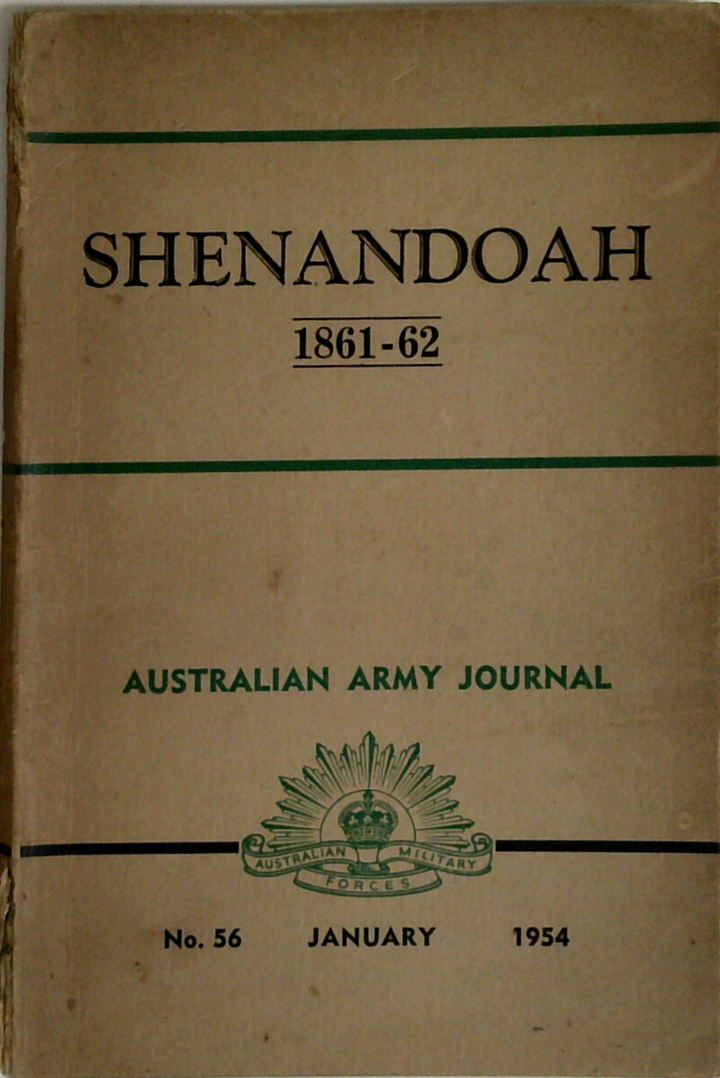 SHENANDOAH
1861-62
AUSTRALIAN ARMY JOURNAL
AUSTRALIAN MILITARY
FORCES
No. 56 JANUARY 1954